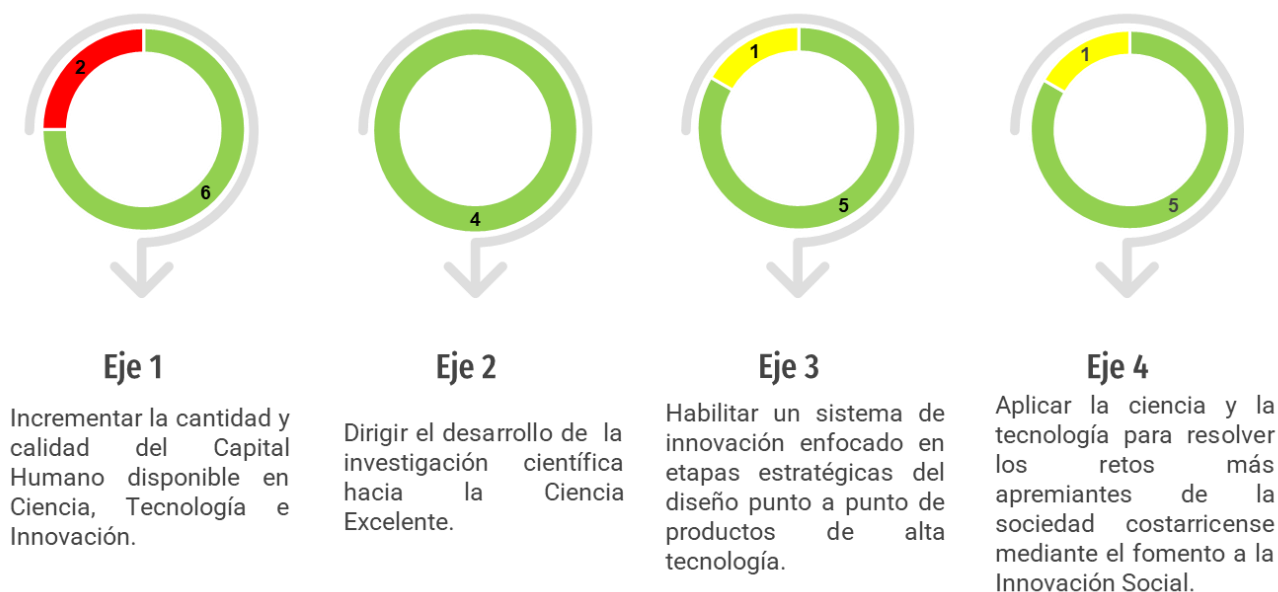 2
6
4
1
5
1
5
Eje 1
Incrementar la cantidad y
calidad del Capital
Humano disponible en
Ciencia, Tecnología e
Innovación.
Eje 2
Dirigir el desarrollo de la
investigación científica
hacia la Ciencia
Excelente.
Eje 3
Habilitar un sistema de
innovación enfocado en
etapas estratégicas del
diseño punto a punto de
productos de alta
tecnología.
Eje 4
Aplicar la ciencia y la
tecnología para resolver
los retos más
apremiantes de la
sociedad costarricense
mediante el fomento a la
Innovación Social.